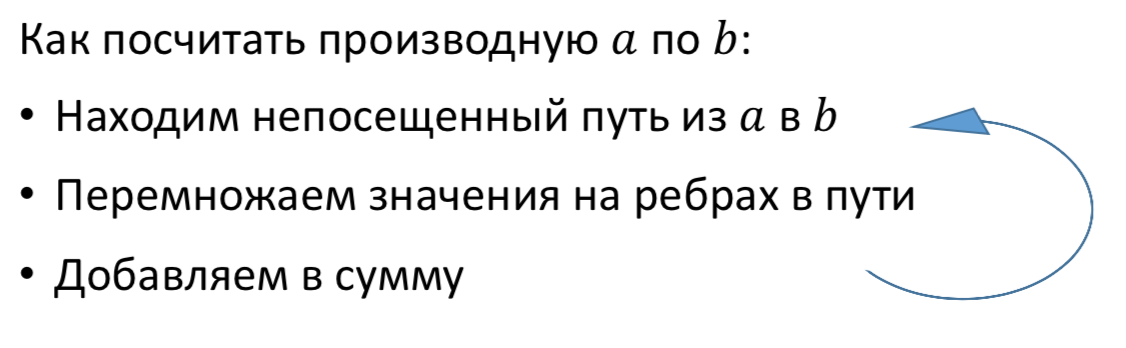 Как посчитать производную a по b:
• Находим непосещенный путь из a в b
• Перемножаем значения на ребрах в пути
• Добавляем в сумму